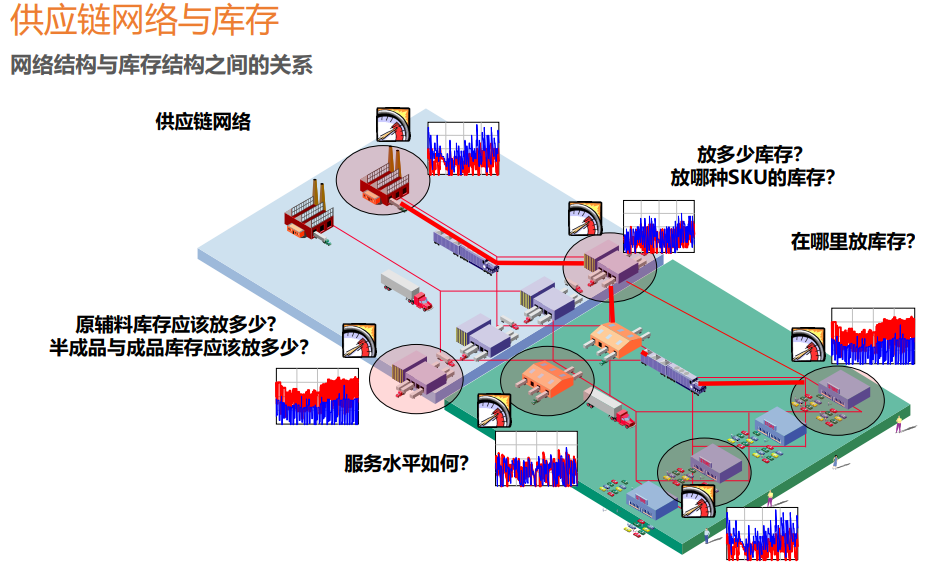 供应链网络与库存
网络结构与库存结构之间的关系
供应链网络
放多少库存?
放哪种SKU的库存?
在哪里放库存?
原辅料库存应该放多少?
半成品与成品库存应该放多少?
服务水平如何?